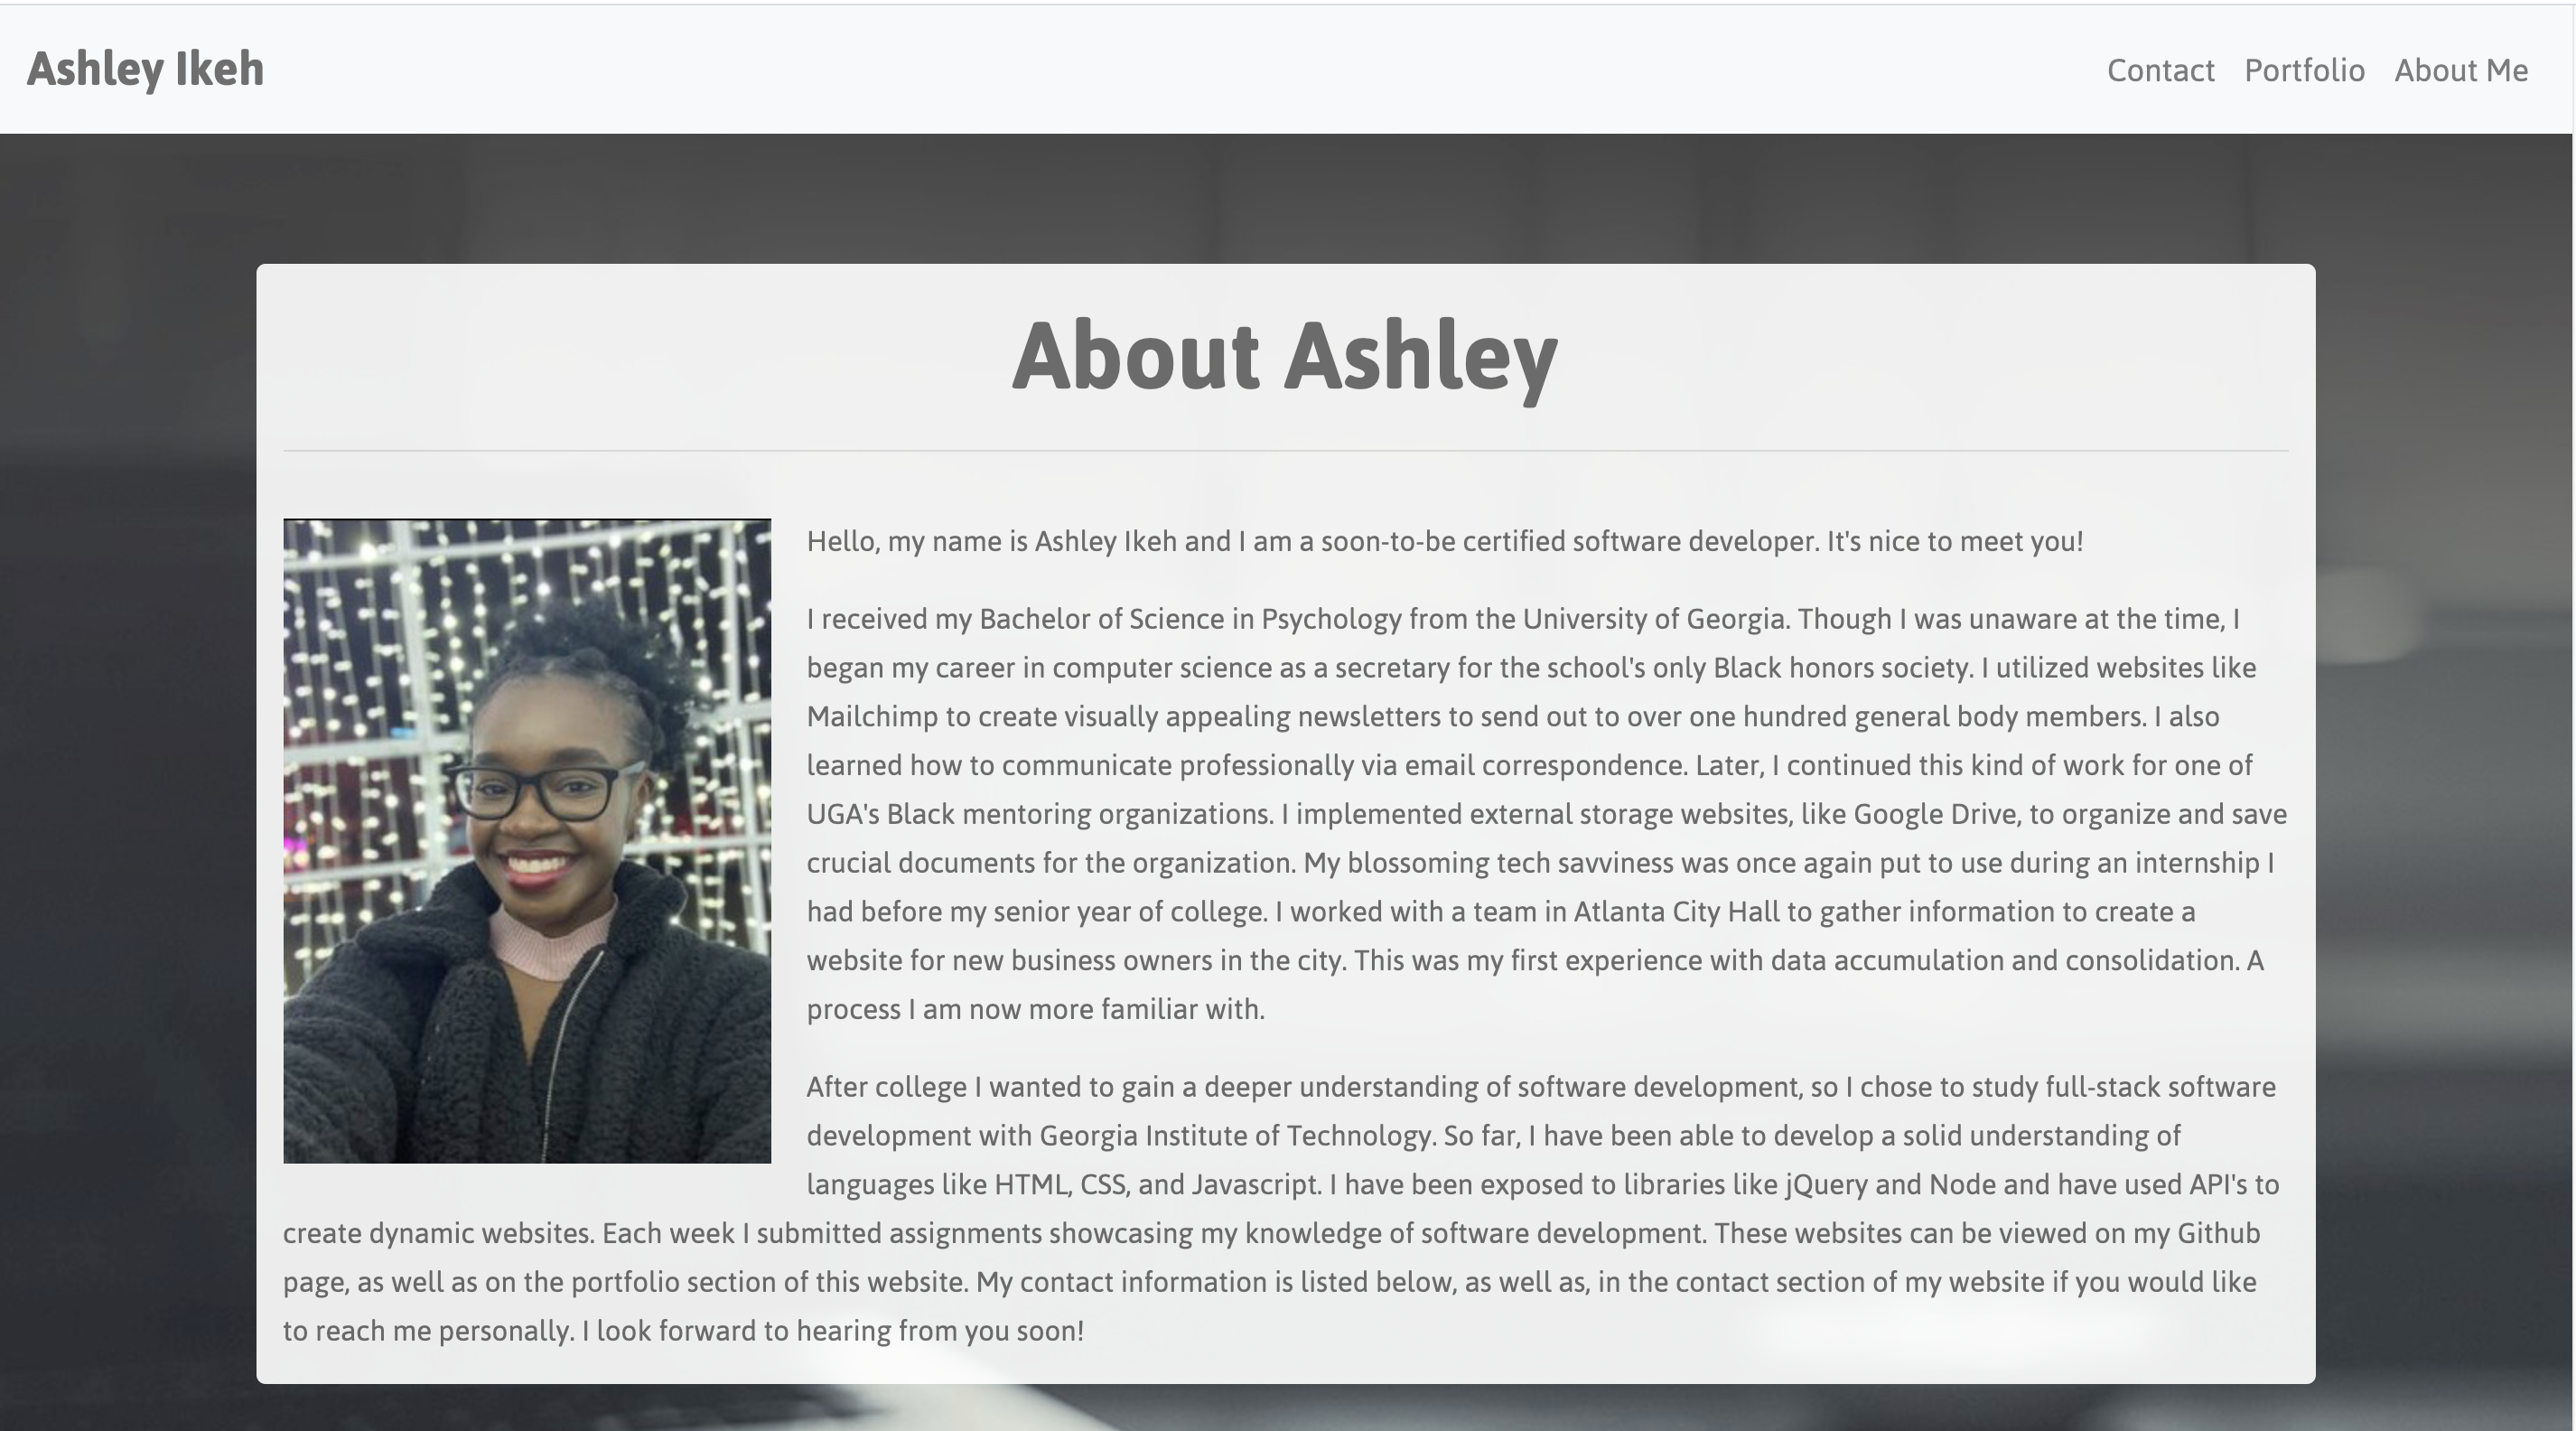 Ashley Ikeh
Contact Portfolio About Me
About Ashley
Hello, my name is Ashley Ikeh and I am a soon-to-be certified software developer. It's nice to meet you!
I received my Bachelor of Science in Psychology from the University of Georgia. Though I was unaware at the time, I
began my career in computer science as a secretary for the school's only Black honors society. I utilized websites like
Mailchimp to create visually appealing newsletters to send out to over one hundred general body members. I also
learned how to communicate professionally via email correspondence. Later, I continued this kind of work for one of
UGA's Black mentoring organizations. I implemented external storage websites, like Google Drive, to organize and save
crucial documents for the organization. My blossoming tech savviness was once again put to use during an internship I
had before my senior year of college. I worked with a team in Atlanta City Hall to gather information to create a
website for new business owners in the city. This was my first experience with data accumulation and consolidation. A
process I am now more familiar with.
After college I wanted to gain a deeper understanding of software development, so I chose to study full-stack software
development with Georgia Institute of Technology. So far, I have been able to develop a solid understanding of
languages like HTML, CSS, and Javascript. I have been exposed to libraries like jQuery and Node and have used API's to
create dynamic websites. Each week I submitted assignments showcasing my knowledge of software development. These websites can be viewed on my Github
page, as well as on the portfolio section of this website. My contact information is listed below, as well as, in the contact section of my website if you would like
to reach me personally. I look forward to hearing from you soon!